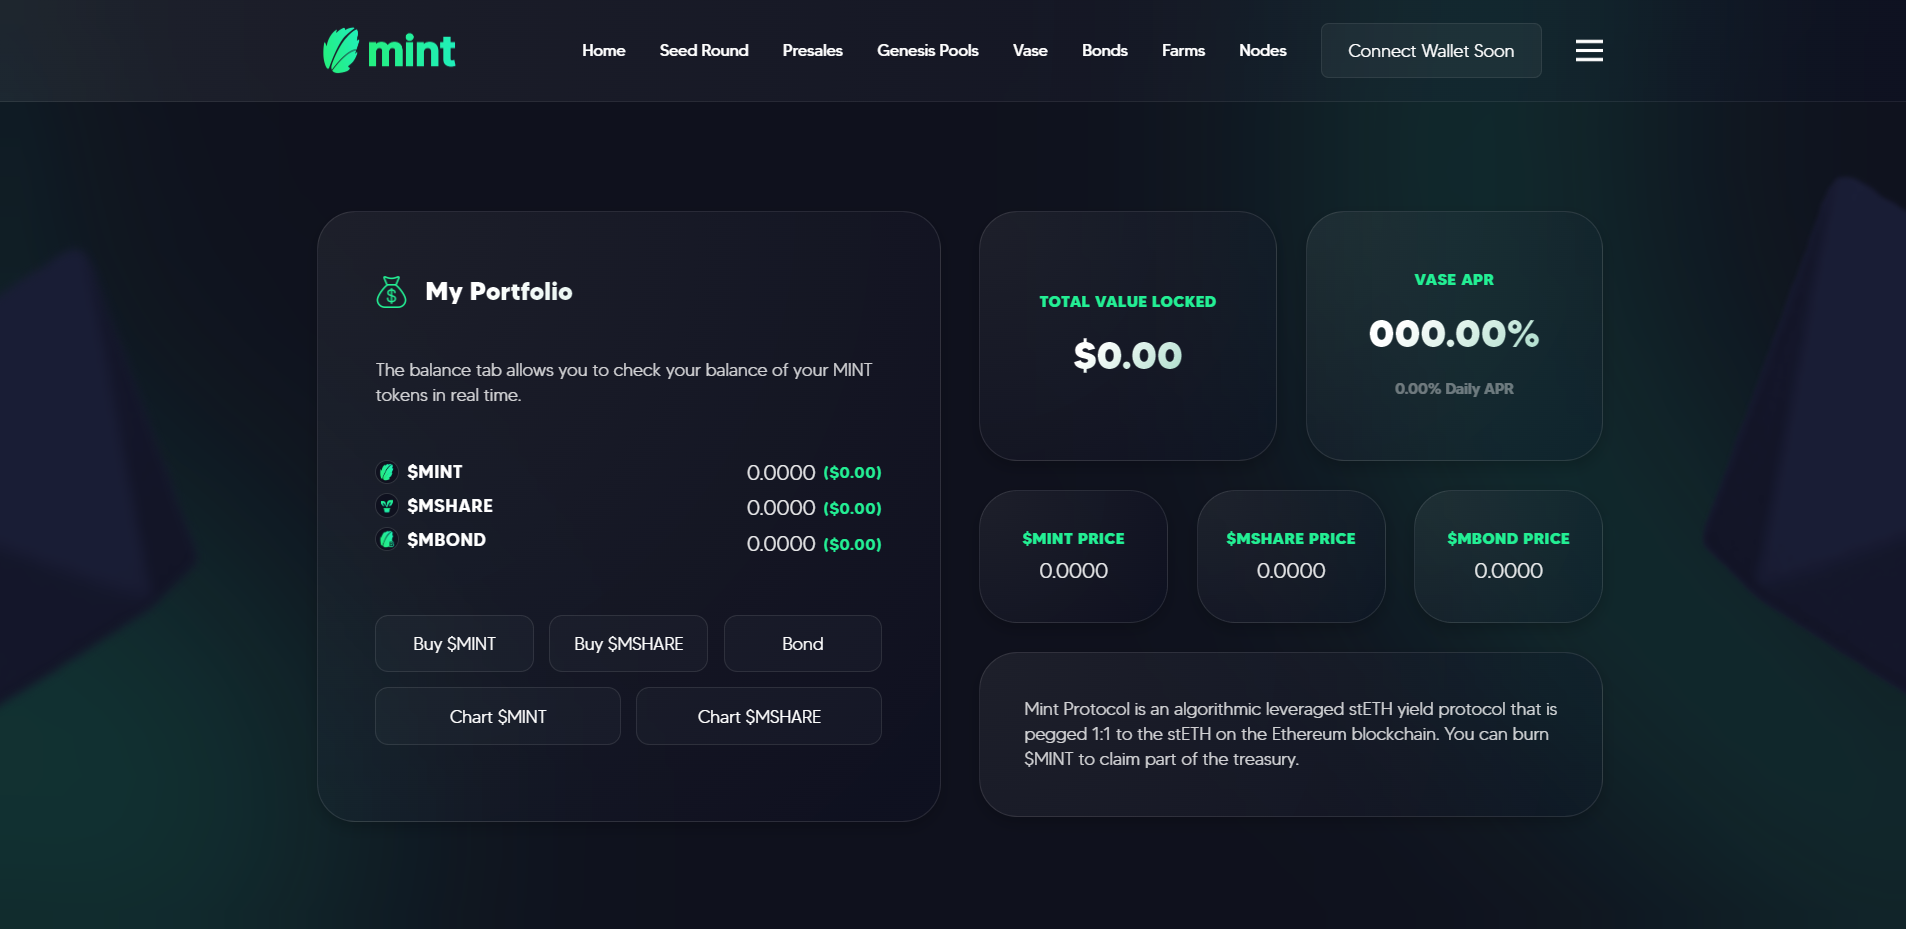 mint
Home
Seed Round
Presales
Genesis Pools
Vase
Bonds
Farms
Nodes
Connect Wallet Soon
My Portfolio
The balance tab allows you to check your balance of your MINT
tokens in real time.
$MINT 0.0000 ($0.00)
$MSHARE 0.0000 ($0.00)
$MBOND 0.0000 ($0.00)
Buy $MINT
Buy $MSHARE
Bond
Chart $MINT
Chart $MSHARE
TOTAL VALUE LOCKED
$0.00
VASE APR
000.00%
0.00% Daily APR
$MINT PRICE
0.0000
$MSHARE PRICE
0.0000
$MBOND PRICE
0.0000
Mint Protocol is an algorithmic leveraged stETH yield protocol that is
pegged 1:1 to the stETH on the Ethereum blockchain. You can burn
$MINT to claim part of the treasury.